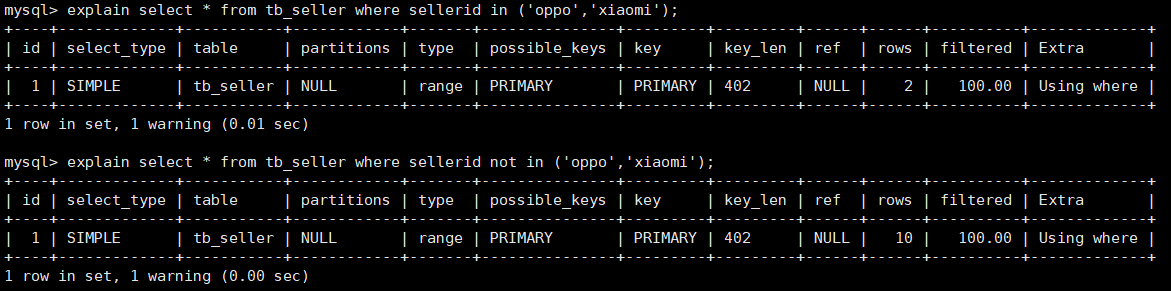 mysql> explain select * from tb_seller where sellerid in ('oppo','xiaomi');
+----+-------------+-----------+------------+-------+---------------+---------+---------+------+------+----------+-------------+
| id | select_type | table     | partitions | type  | possible_keys | key     | key_len | ref  | rows | filtered | Extra       |
+----+-------------+-----------+------------+-------+---------------+---------+---------+------+------+----------+-------------+
|  1 | SIMPLE      | tb_seller | NULL       | range | PRIMARY       | PRIMARY | 402     | NULL |    2 |   100.00 | Using where |
+----+-------------+-----------+------------+-------+---------------+---------+---------+------+------+----------+-------------+
1 row in set, 1 warning (0.01 sec)

mysql> explain select * from tb_seller where sellerid not in ('oppo','xiaomi');
+----+-------------+-----------+------------+-------+---------------+---------+---------+------+------+----------+-------------+
| id | select_type | table     | partitions | type  | possible_keys | key     | key_len | ref  | rows | filtered | Extra       |
+----+-------------+-----------+------------+-------+---------------+---------+---------+------+------+----------+-------------+
|  1 | SIMPLE      | tb_seller | NULL       | range | PRIMARY       | PRIMARY | 402     | NULL |   10 |   100.00 | Using where |
+----+-------------+-----------+------------+-------+---------------+---------+---------+------+------+----------+-------------+
1 row in set, 1 warning (0.00 sec)